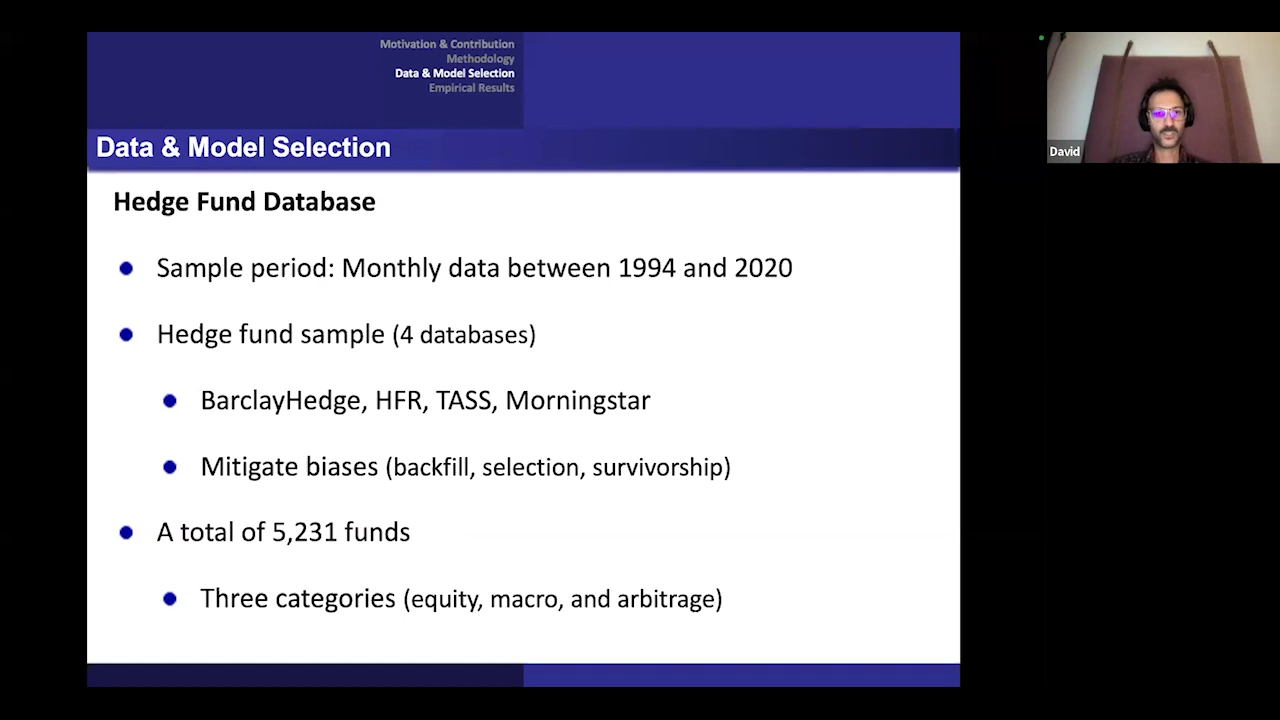 Motivation & Contribution
Methodology
Data & Model Selection
Empirical Results
Data & Model Selection
Hedge Fund Database
Sample period: Monthly data between 1994 and 2020
Hedge fund sample (4 databases)
BarclayHedge, HFR, TASS, Morningstar
Mitigate biases (backfill, selection, survivorship)
A total of 5,231 funds
Three categories (equity, macro, and arbitrage)
David